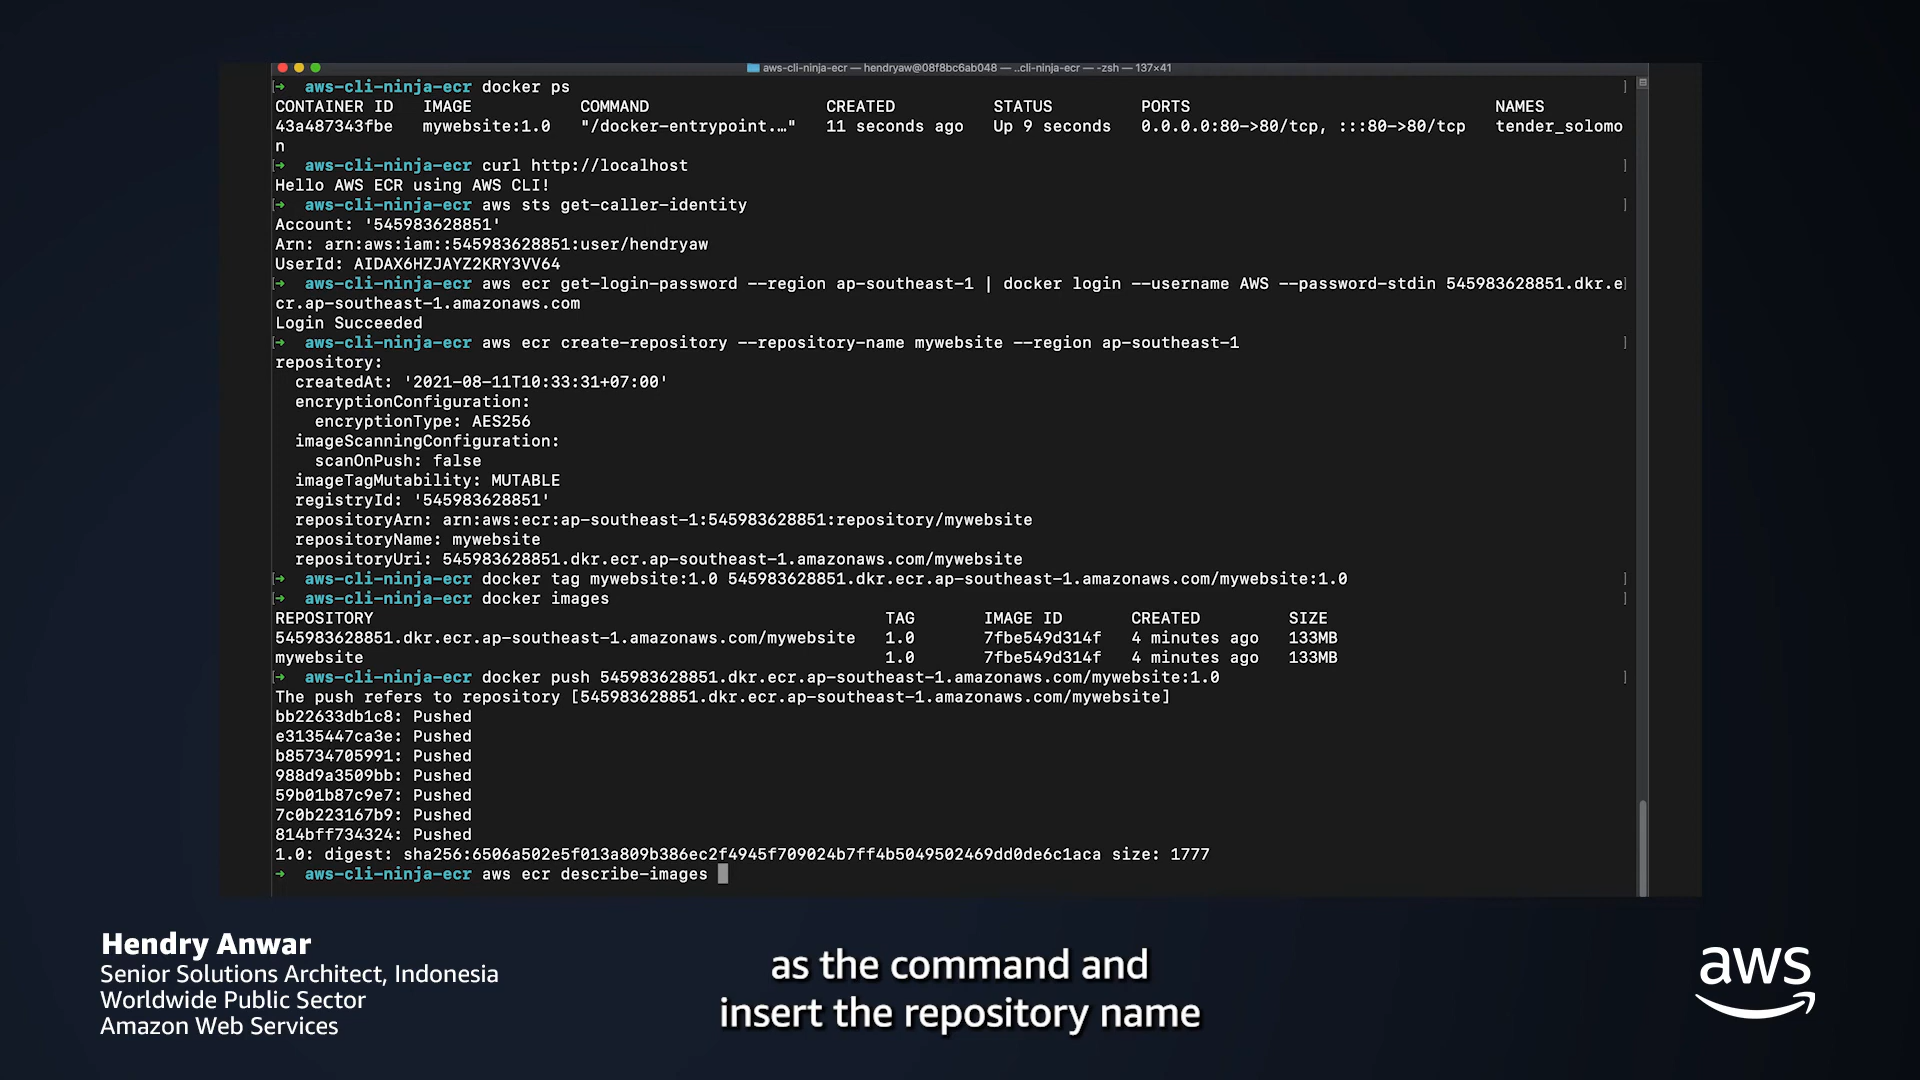 aws-cli-ninja-ecr — hendryaw@08f8bc6ab048 — ..cli-ninja-ecr — -zsh — 137×41
[→  aws-cli-ninja-ecr docker ps ]
CONTAINER ID   IMAGE           COMMAND                  CREATED          STATUS         PORTS                               NAMES
43a487343fbe   mywebsite:1.0   "/docker-entrypoint.…"   11 seconds ago   Up 9 seconds   0.0.0.0:80->80/tcp, :::80->80/tcp   tender_solomo
n
[→  aws-cli-ninja-ecr curl http://localhost ]
Hello AWS ECR using AWS CLI!
[→  aws-cli-ninja-ecr aws sts get-caller-identity ]
Account: '545983628851'
Arn: arn:aws:iam::545983628851:user/hendryaw
UserId: AIDAX6HZJAYZ2KRY3VV64
[→  aws-cli-ninja-ecr aws ecr get-login-password --region ap-southeast-1 | docker login --username AWS --password-stdin 545983628851.dkr.e]
cr.ap-southeast-1.amazonaws.com
Login Succeeded
[→  aws-cli-ninja-ecr aws ecr create-repository --repository-name mywebsite --region ap-southeast-1 ]
repository:
  createdAt: '2021-08-11T10:33:31+07:00'
  encryptionConfiguration:
    encryptionType: AES256
  imageScanningConfiguration:
    scanOnPush: false
  imageTagMutability: MUTABLE
  registryId: '545983628851'
  repositoryArn: arn:aws:ecr:ap-southeast-1:545983628851:repository/mywebsite
  repositoryName: mywebsite
  repositoryUri: 545983628851.dkr.ecr.ap-southeast-1.amazonaws.com/mywebsite
[→  aws-cli-ninja-ecr docker tag mywebsite:1.0 545983628851.dkr.ecr.ap-southeast-1.amazonaws.com/mywebsite:1.0 ]
[→  aws-cli-ninja-ecr docker images ]
REPOSITORY                                                    TAG       IMAGE ID       CREATED         SIZE
545983628851.dkr.ecr.ap-southeast-1.amazonaws.com/mywebsite   1.0       7fbe549d314f   4 minutes ago   133MB
mywebsite                                                     1.0       7fbe549d314f   4 minutes ago   133MB
[→  aws-cli-ninja-ecr docker push 545983628851.dkr.ecr.ap-southeast-1.amazonaws.com/mywebsite:1.0 ]
The push refers to repository [545983628851.dkr.ecr.ap-southeast-1.amazonaws.com/mywebsite]
bb22633db1c8: Pushed
e3135447ca3e: Pushed
b85734705991: Pushed
988d9a3509bb: Pushed
59b01b87c9e7: Pushed
7c0b223167b9: Pushed
814bff734324: Pushed
1.0: digest: sha256:6506a502e5f013a809b386ec2f4945f709024b7ff4b5049502469dd0de6c1aca size: 1777
→  aws-cli-ninja-ecr aws ecr describe-images
Hendry Anwar
Senior Solutions Architect, Indonesia
Worldwide Public Sector
Amazon Web Services
as the command and
insert the repository name
aws